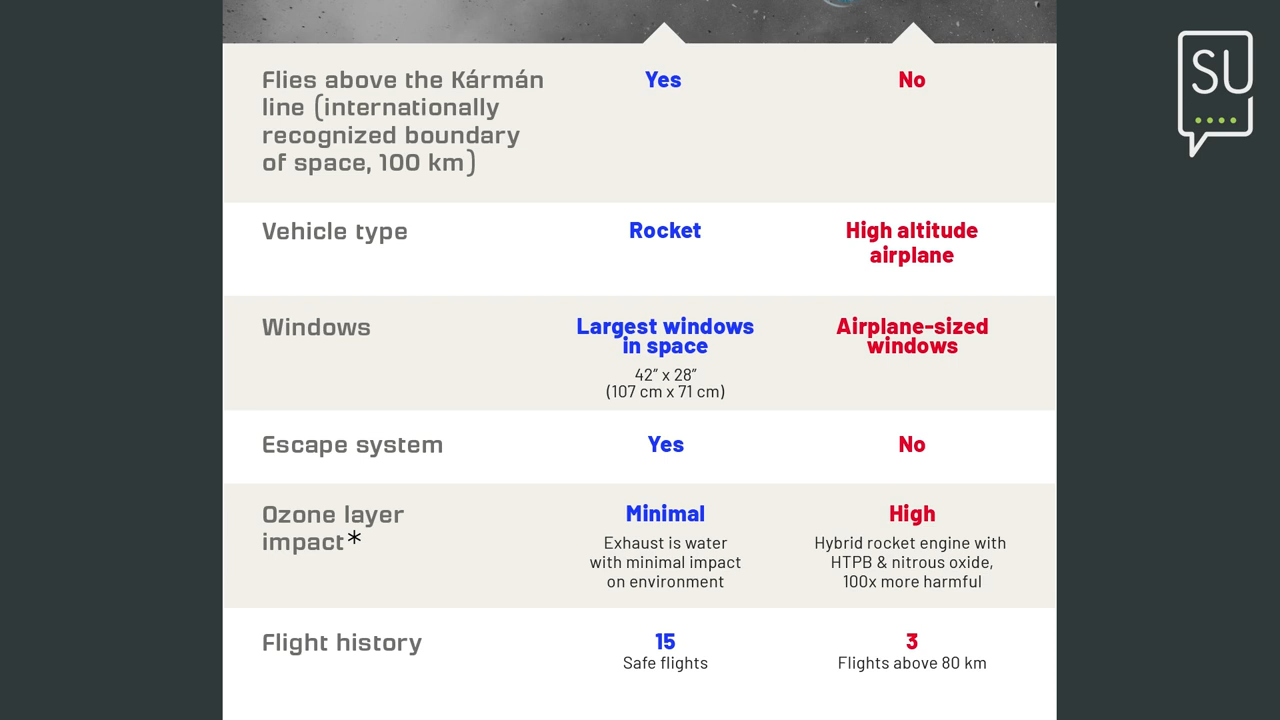 Flies above the Kármán
line (internationally
recognized boundary
of space, 100 km)
Yes
No
Vehicle type
Rocket
High altitude
airplane
Windows
Largest windows
in space
42” x 28”
(107 cm x 71 cm)
Airplane-sized
windows
Escape system
Yes
No
Ozone layer
impact*
Minimal
Exhaust is water
with minimal impact
on environment
High
Hybrid rocket engine with
HTPB & nitrous oxide,
100x more harmful
Flight history
15
Safe flights
3
Flights above 80 km
SU